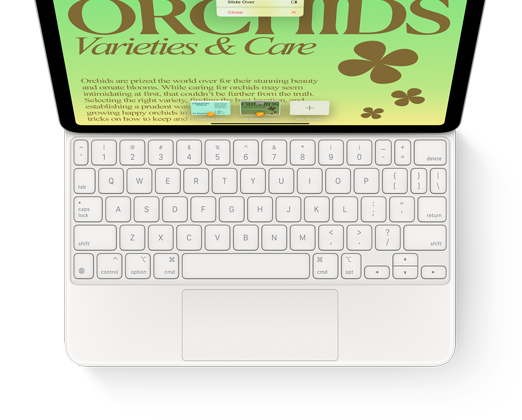 Slide Over
Close
ORCHIDS
Varieties & Care
Orchids are prized the world over for their stunning beauty
and ornate blooms. While caring for orchids may seem
intimidating at first, that couldn't be further from the truth.
Selecting the right variety, finding the best location, and
establishing a prudent
growing happy orchids in
tricks on how to keep and
~ ! @ # $ % ^ & * ( ) _ +
` 1 2 3 4 5 6 7 8 9 0 - = delete
tab Q W E R T Y U I O P { [ } ] | \
caps lock A S D F G H J K L : ; " ' return
shift Z X C V B N M < , > . ? / shift
control option cmd cmd opt